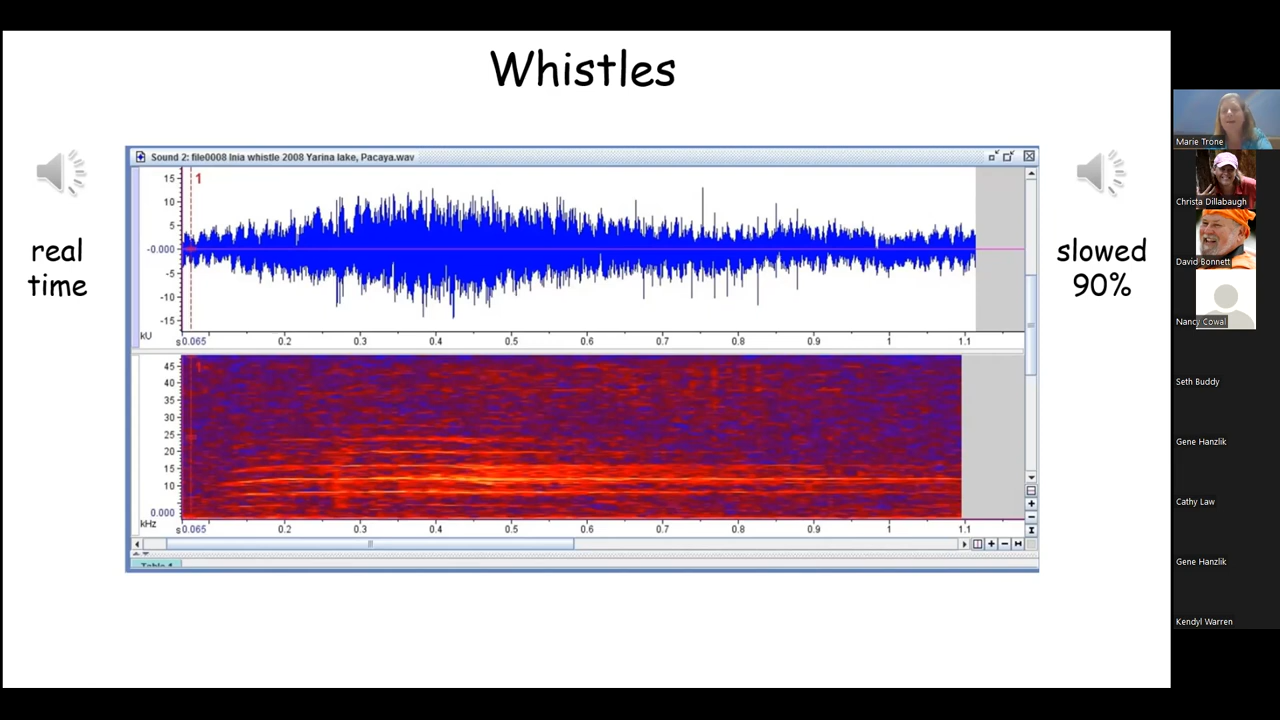 Whistles
real
time
slowed
90%
Sound 2: file0008 Inia whistle 2008 Yarina lake, Pacaya.wav
1
15
10
5
-0.000
-5
-10
-15
kU
s 0.065 0.2 0.3 0.4 0.5 0.6 0.7 0.8 0.9 1 1.1
1
45
40
35
30
25
20
15
10
0.000
kHz
s 0.065 0.2 0.3 0.4 0.5 0.6 0.7 0.8 0.9 1 1.1
Marie Trone
Christa Dillabaugh
David Bonnett
Nancy Cowal
Seth Buddy
Gene Hanzlik
Cathy Law
Gene Hanzlik
Kendyl Warren